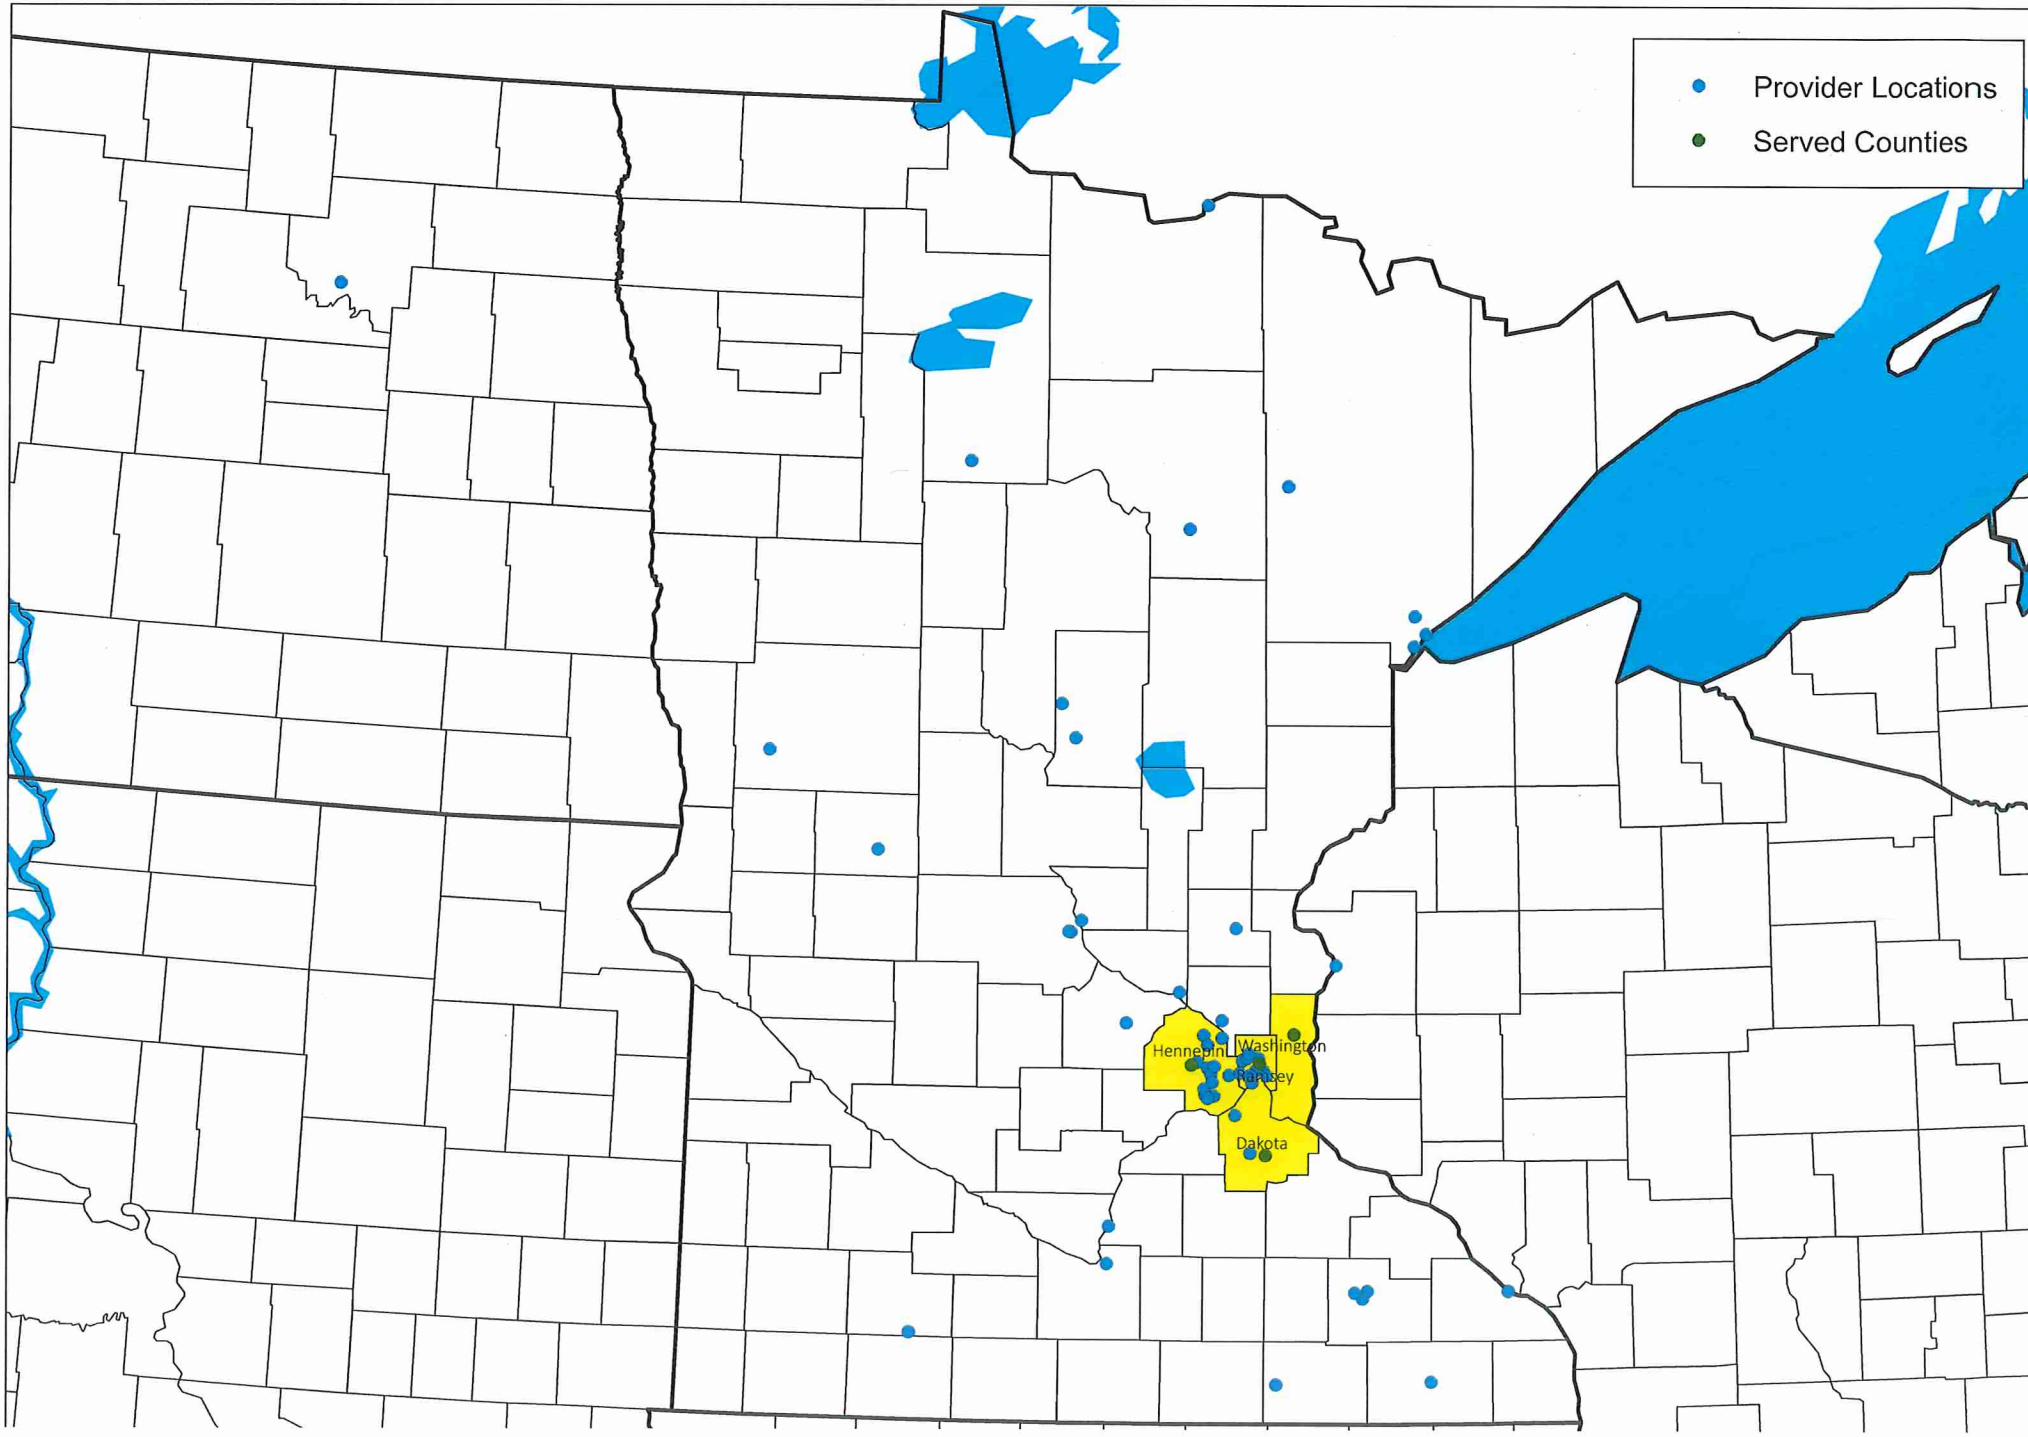 Provider Locations
Served Counties
Hennepin
Washington
Ramsey
Dakota